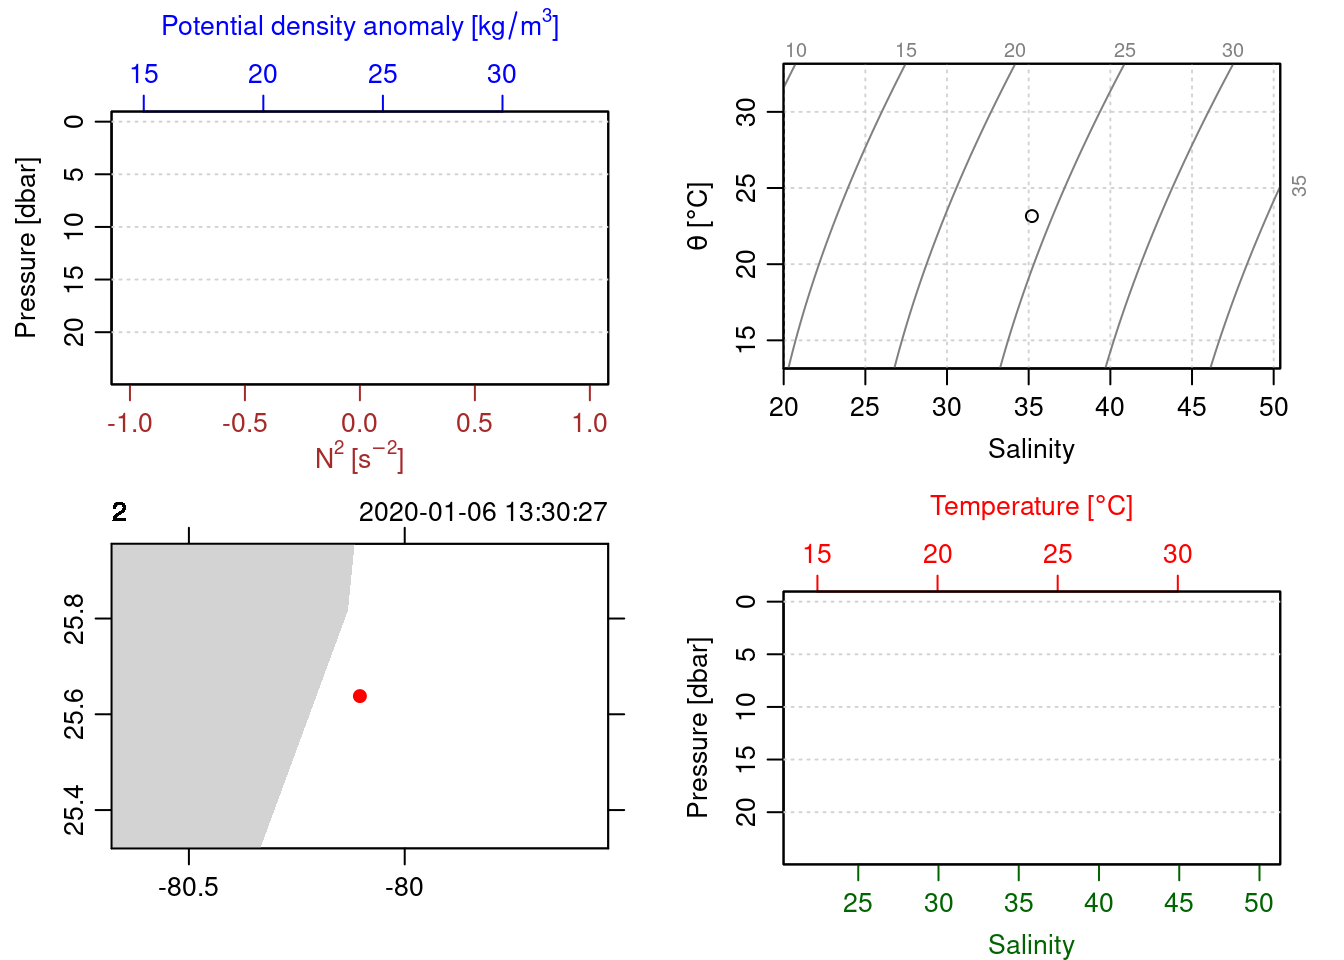 Potential density anomaly [kg/m³]
15 20 25 30
0
5
10
15
20
Pressure [dbar]
-1.0 -0.5 0.0 0.5 1.0
N² [s⁻²]
10 15 20 25 30
35
30
25
20
15
θ [°C]
20 25 30 35 40 45 50
Salinity
2 2020-01-06 13:30:27
25.8
25.6
25.4
-80.5 -80
Temperature [°C]
15 20 25 30
0
5
10
15
20
Pressure [dbar]
25 30 35 40 45 50
Salinity